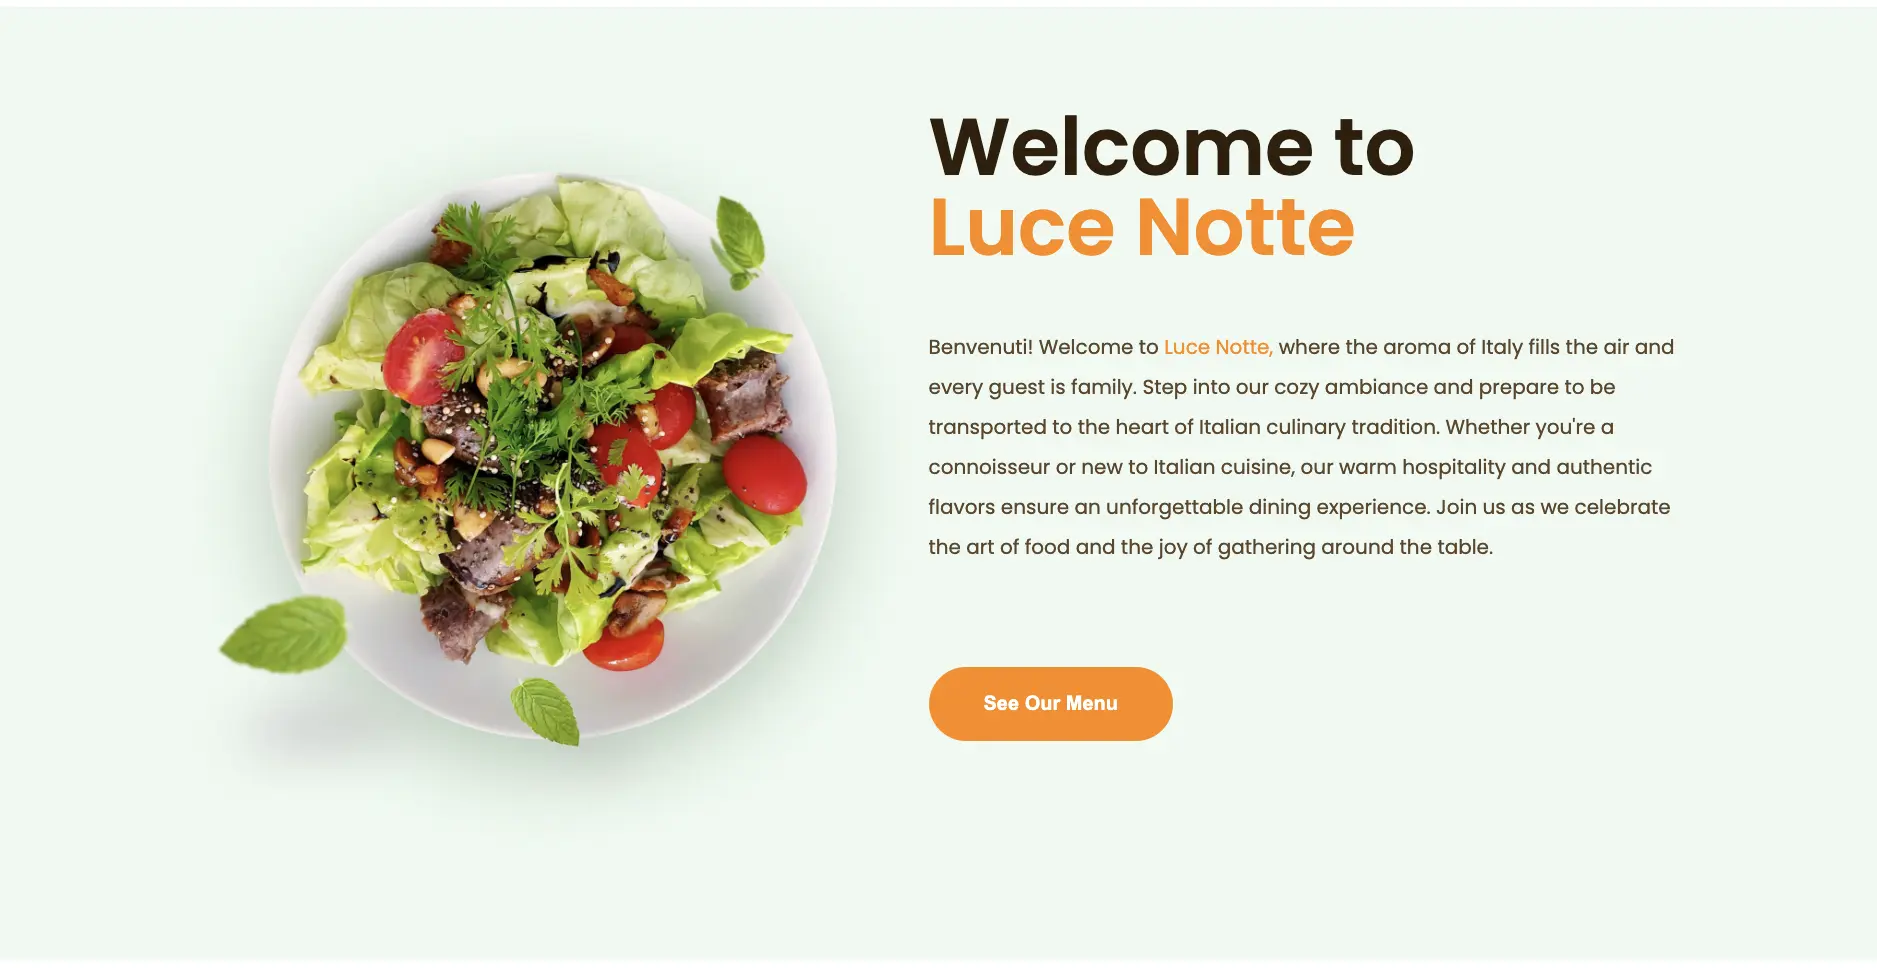 Welcome to
Luce Notte
Benvenuti! Welcome to Luce Notte, where the aroma of Italy fills the air and
every guest is family. Step into our cozy ambiance and prepare to be
transported to the heart of Italian culinary tradition. Whether you're a
connoisseur or new to Italian cuisine, our warm hospitality and authentic
flavors ensure an unforgettable dining experience. Join us as we celebrate
the art of food and the joy of gathering around the table.
See Our Menu